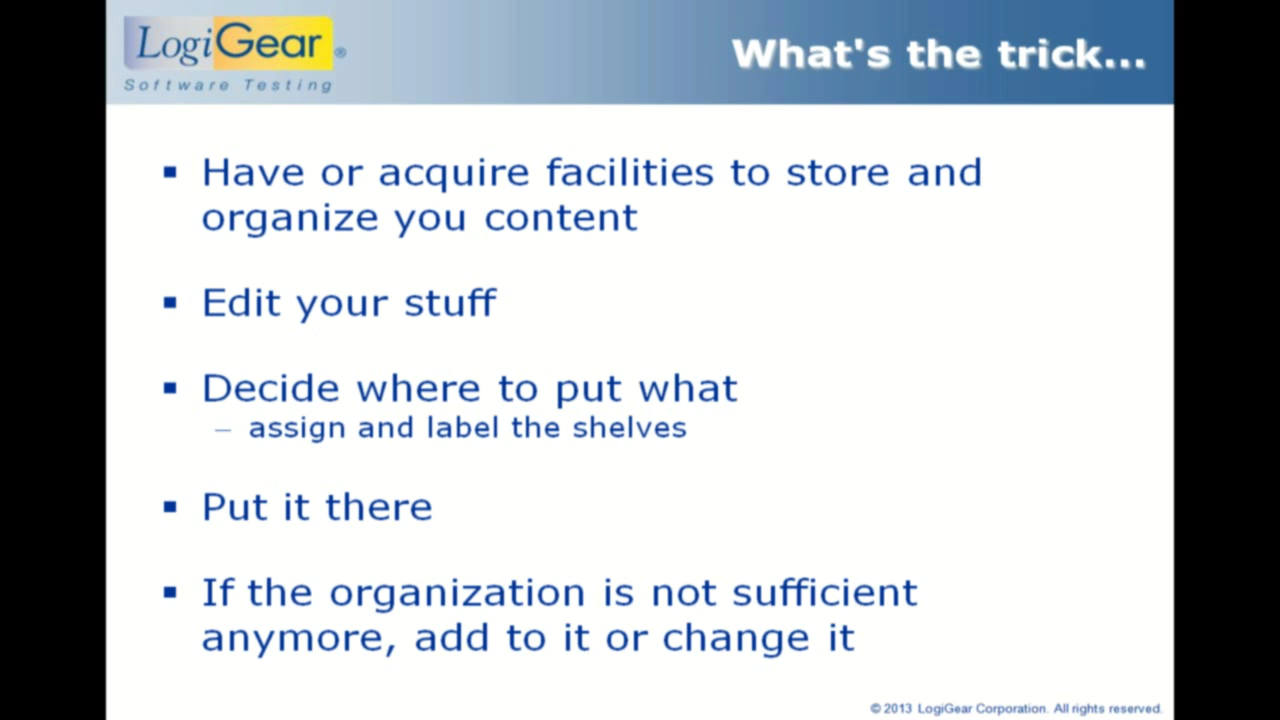 LogiGear®
Software Testing
What's the trick...
▪ Have or acquire facilities to store and
organize you content
▪ Edit your stuff
▪ Decide where to put what
– assign and label the shelves
▪ Put it there
▪ If the organization is not sufficient
anymore, add to it or change it
© 2013 LogiGear Corporation. All rights reserved.